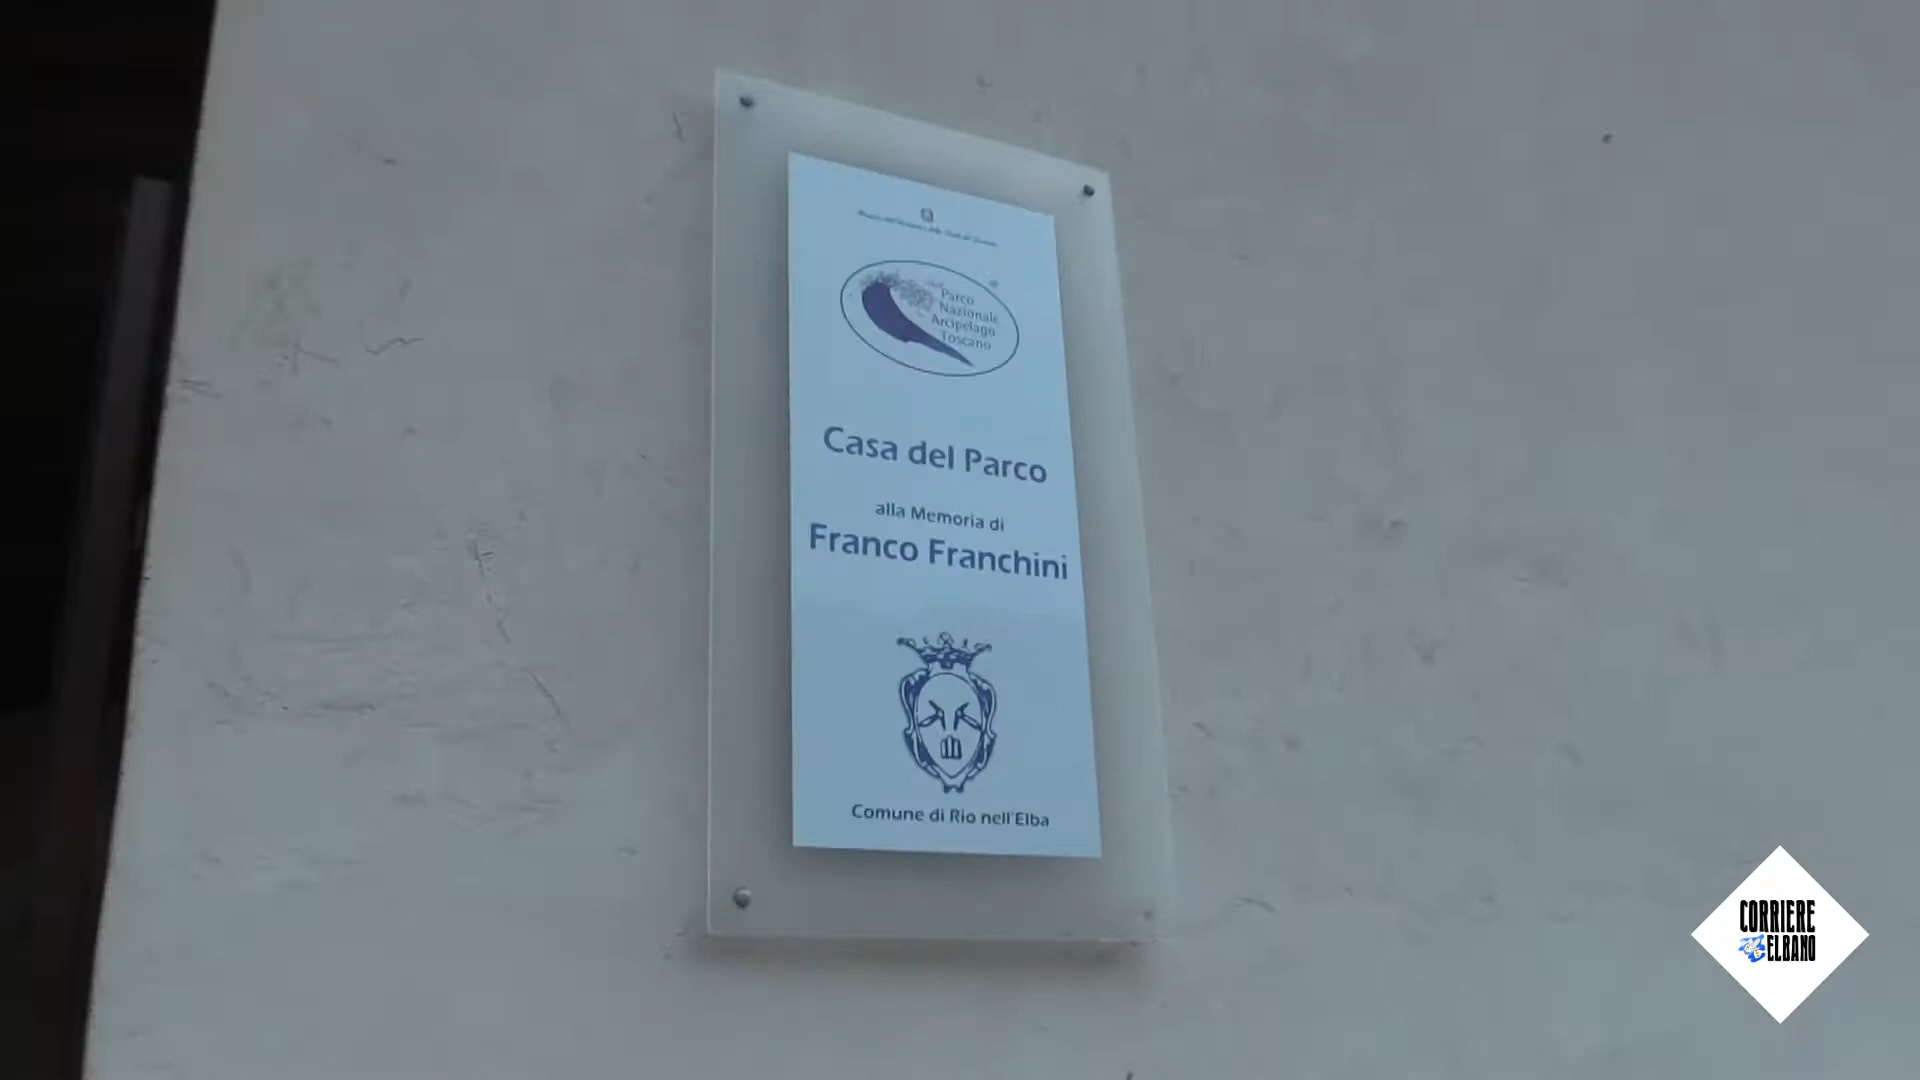 Parco
Nazionale
Arcipelago
Toscano
Casa del Parco
alla Memoria di
Franco Franchini
Comune di Rio nell'Elba
CORRIERE
ELBANO